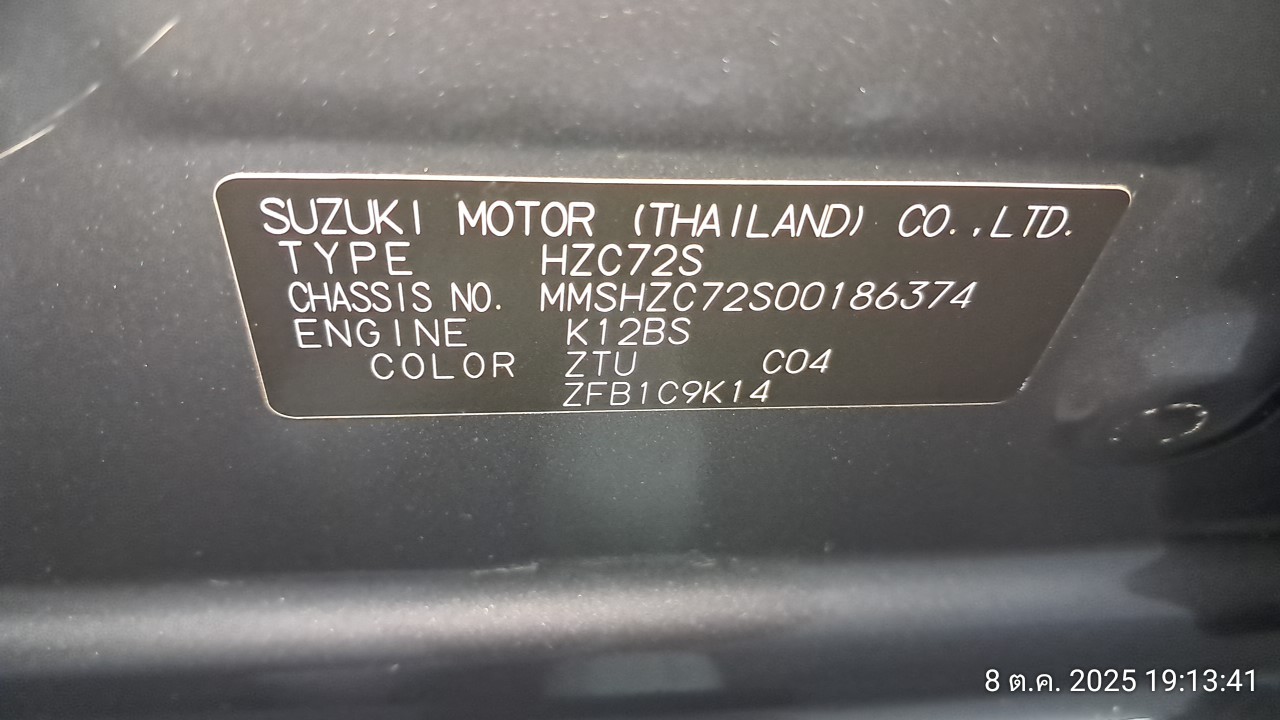 SUZUKI MOTOR (THAILAND) CO.,LTD.
TYPE HZC72S
CHASSIS NO. MMSHZC72S00186374
ENGINE K12BS
COLOR ZTU C04
ZFB1C9K14
8 ต.ค. 2025 19:13:41